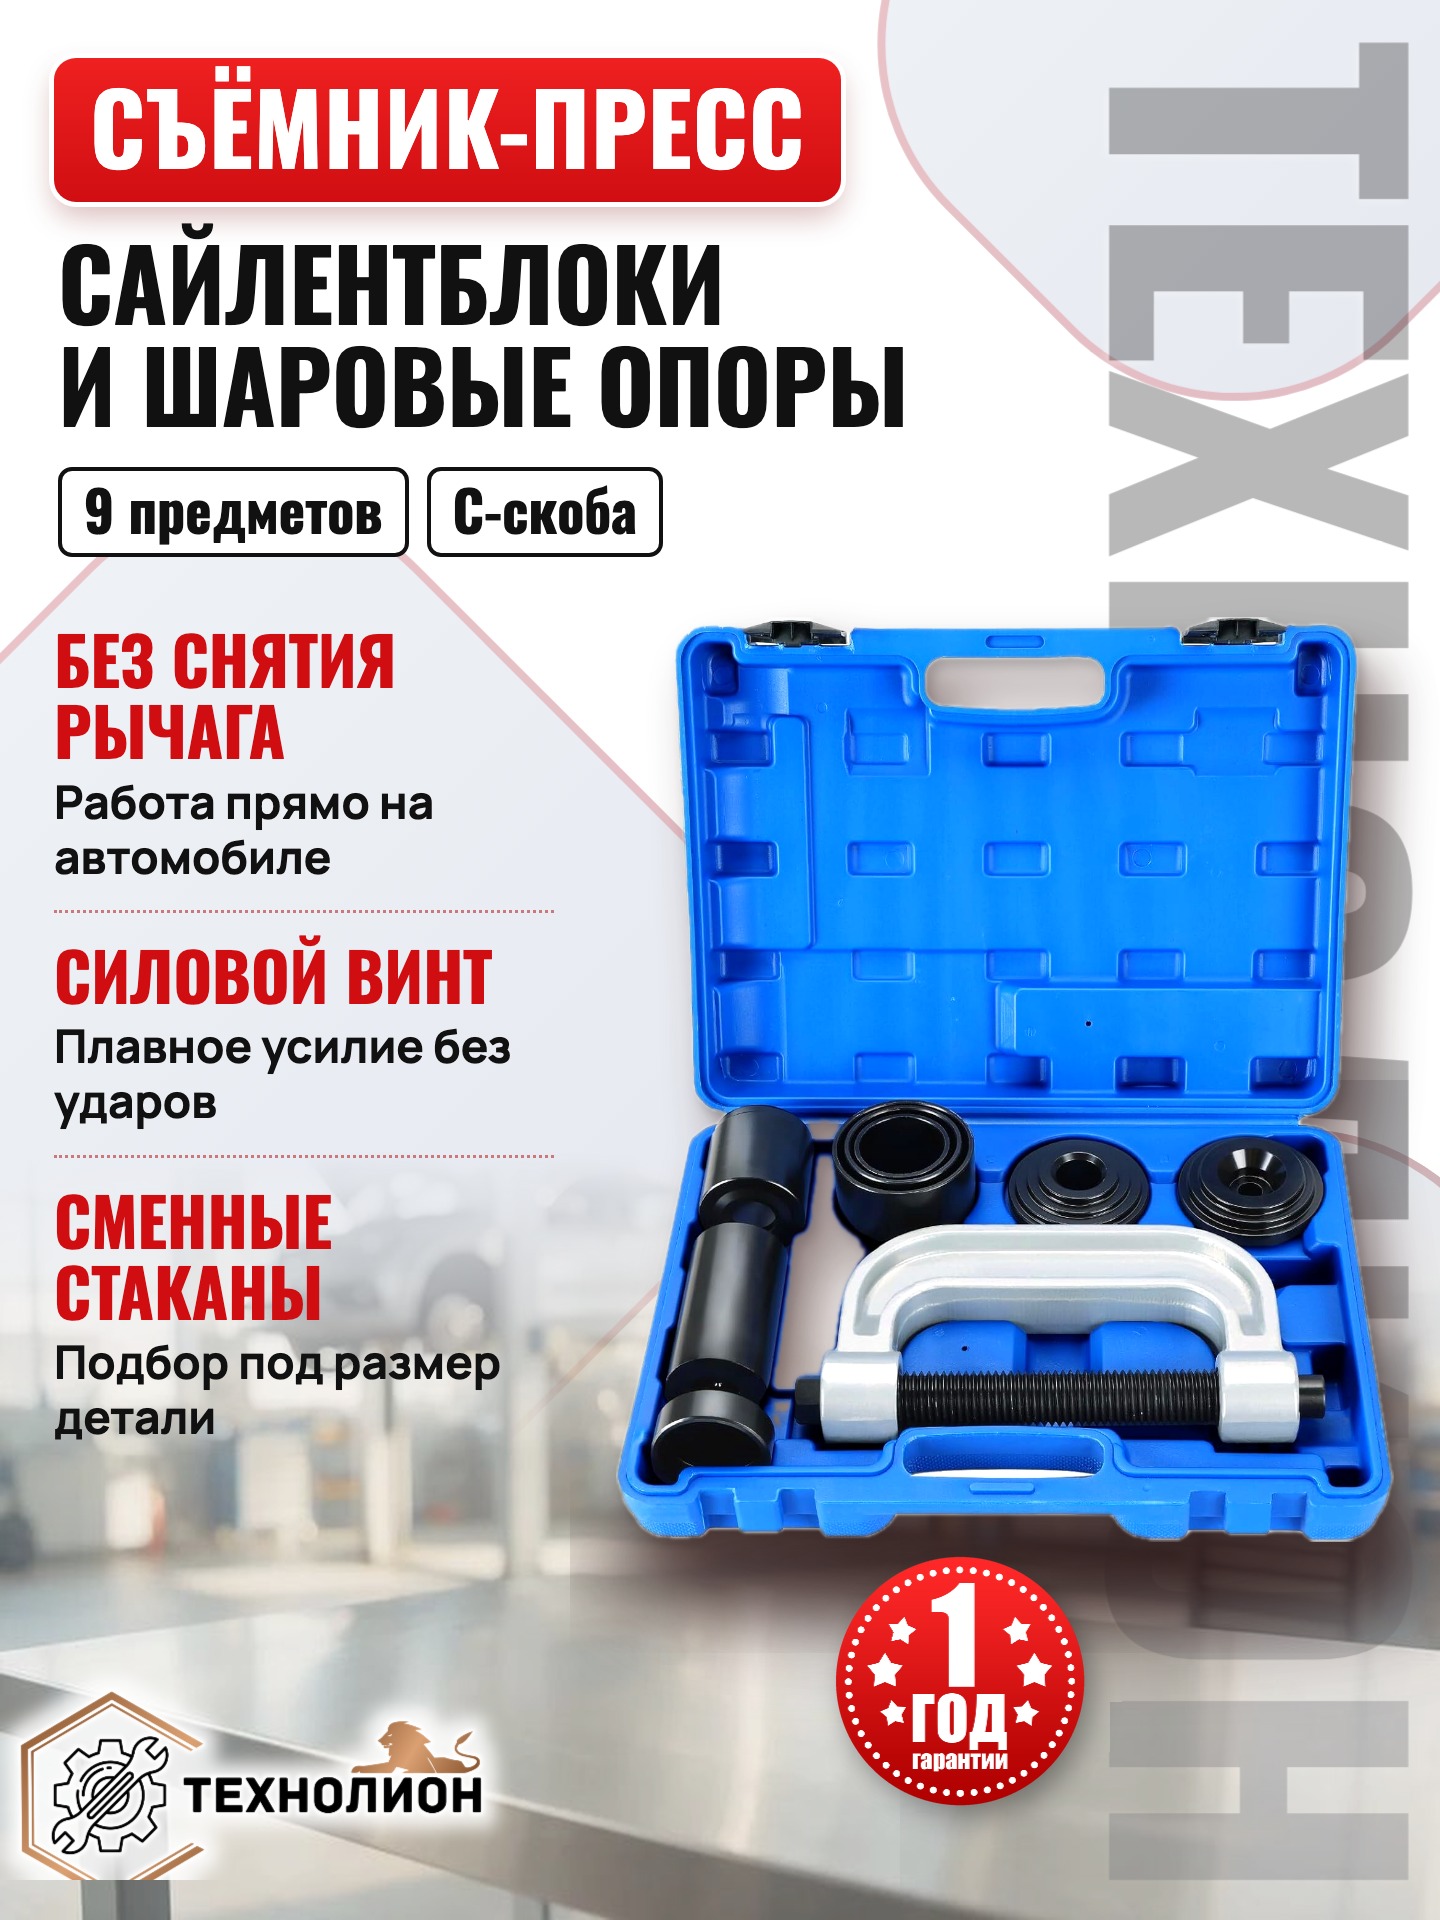 СЪЁМНИК-ПРЕСС
САЙЛЕНТБЛОКИ
И ШАРОВЫЕ ОПОРЫ
9 предметов
С-скоба
БЕЗ СНЯТИЯ
РЫЧАГА
Работа прямо на
автомобиле
СИЛОВОЙ ВИНТ
Плавное усилие без
ударов
СМЕННЫЕ
СТАКАНЫ
Подбор под размер
детали
1
ГОД
гарантии
ТЕХНОЛИОН
ТЕХНОЛИОН